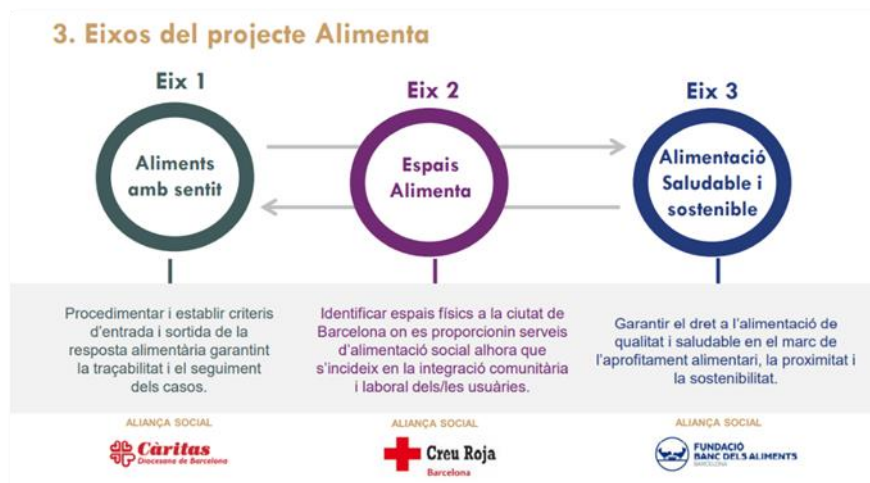 3. Eixos del projecte Alimenta
Eix 1
Aliments
amb sentit
Procedimentar i establir criteris
d'entrada i sortida de la
resposta alimentària garantint
la traçabilitat i el seguiment
dels casos.
ALIANÇA SOCIAL
Càritas
Diocesana de Barcelona
Eix 2
Espais
Alimenta
Identificar espais físics a la ciutat de
Barcelona on es proporcionin serveis
d'alimentació social alhora que
s'incideix en la integració comunitària
i laboral dels/les usuàries.
ALIANÇA SOCIAL
Creu Roja
Barcelona
Eix 3
Alimentació
Saludable i
sostenible
Garantir el dret a l'alimentació de
qualitat i saludable en el marc de
l'aprofitament alimentari, la proximitat i
la sostenibilitat.
ALIANÇA SOCIAL
FUNDACIÓ
BANC DELS ALIMENTS
BARCELONA